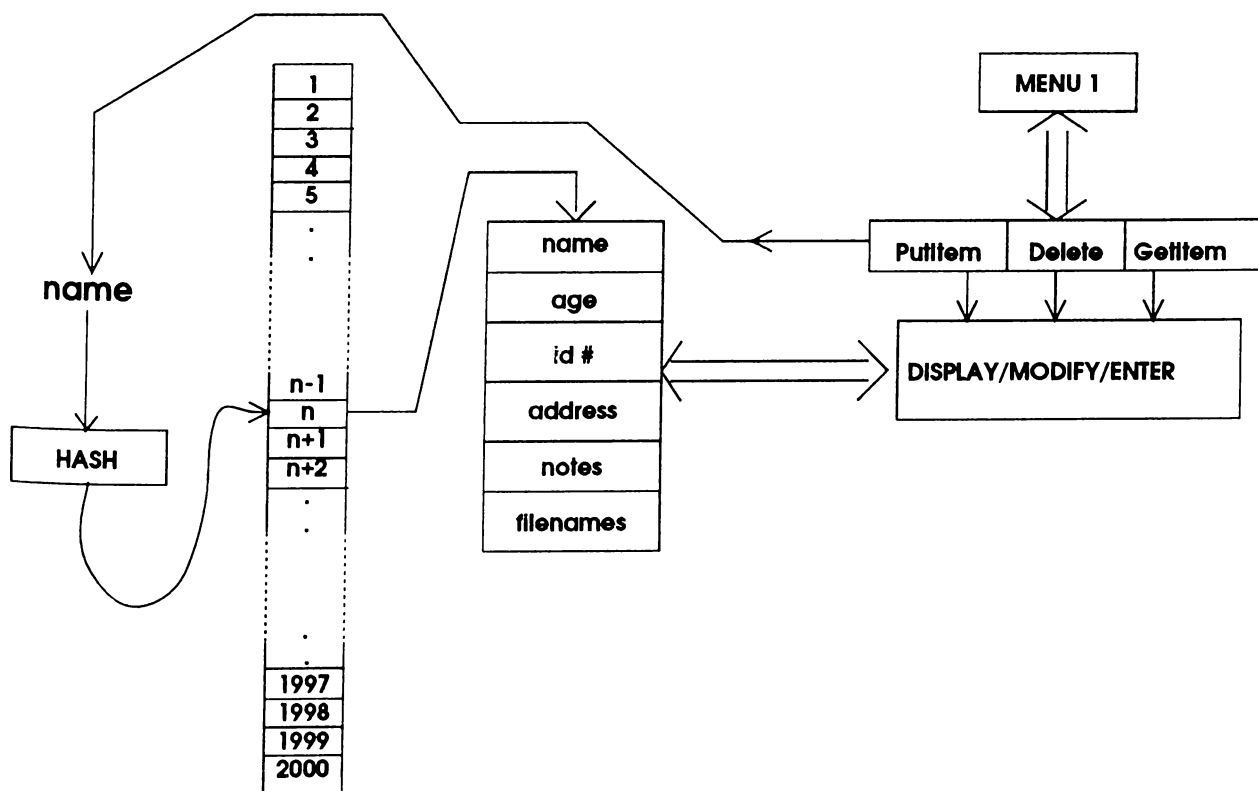 1
2
3
4
5
.
.
n-1
n
n+1
n+2
.
.
.
.
1997
1998
1999
2000
name
HASH
name
age
id #
address
notes
filenames
MENU 1
PutItem
Delete
GetItem
DISPLAY/MODIFY/ENTER